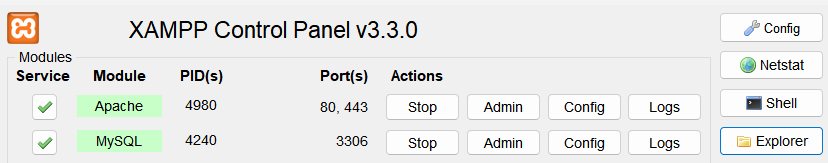 XAMPP Control Panel v3.3.0
Config
Modules
Service Module PID(s) Port(s) Actions
Netstat
Apache 4980 80, 443 Stop Admin Config Logs
Shell
MySQL 4240 3306 Stop Admin Config Logs
Explorer